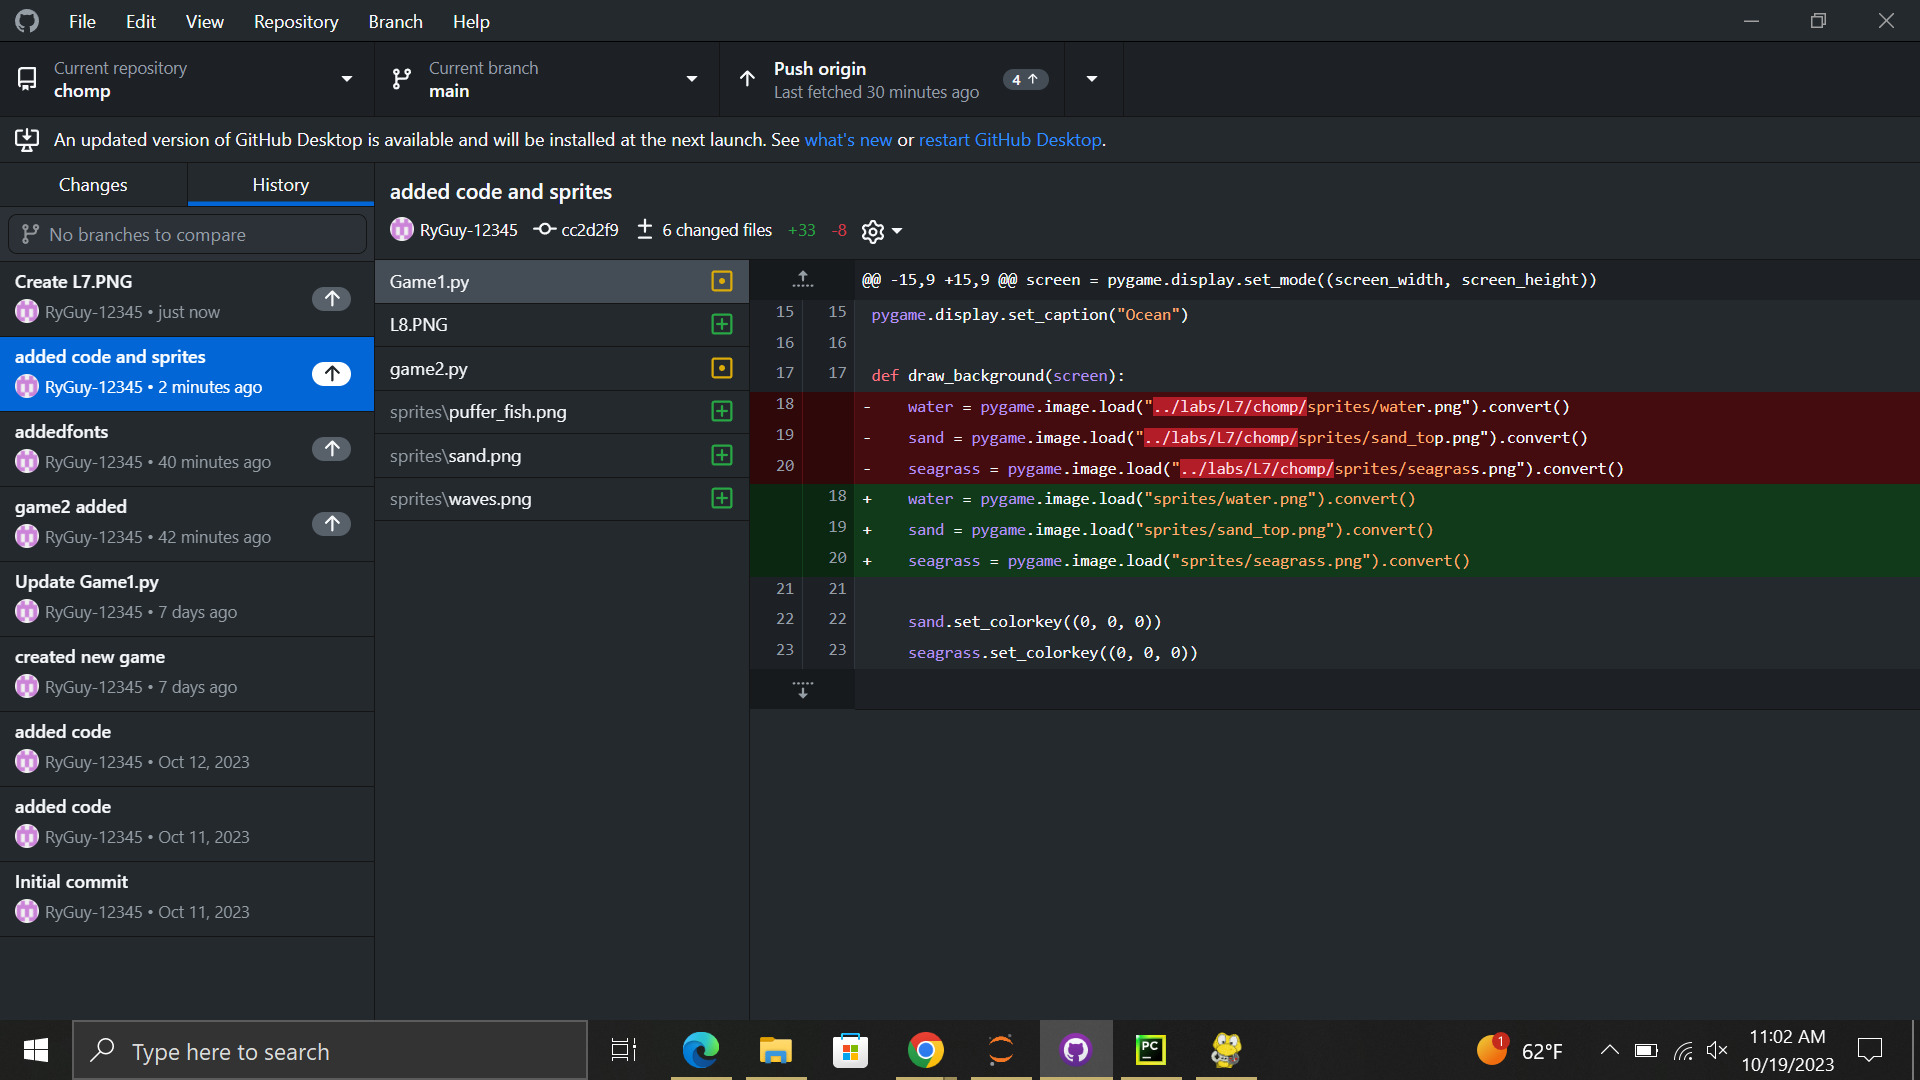 File Edit View Repository Branch Help
Current repository
chomp
Current branch
main
Push origin
Last fetched 30 minutes ago
4
An updated version of GitHub Desktop is available and will be installed at the next launch. See what's new or restart GitHub Desktop.
Changes
History
No branches to compare
Create L7.PNG
RyGuy-12345 • just now
added code and sprites
RyGuy-12345 • 2 minutes ago
addedfonts
RyGuy-12345 • 40 minutes ago
game2 added
RyGuy-12345 • 42 minutes ago
Update Game1.py
RyGuy-12345 • 7 days ago
created new game
RyGuy-12345 • 7 days ago
added code
RyGuy-12345 • Oct 12, 2023
added code
RyGuy-12345 • Oct 11, 2023
Initial commit
RyGuy-12345 • Oct 11, 2023
added code and sprites
RyGuy-12345 cc2d2f9 6 changed files +33 -8
Game1.py
L8.PNG
game2.py
sprites\puffer_fish.png
sprites\sand.png
sprites\waves.png
@@ -15,9 +15,9 @@ screen = pygame.display.set_mode((screen_width, screen_height))
15 15 pygame.display.set_caption("Ocean")
16 16
17 17 def draw_background(screen):
18 - water = pygame.image.load("../labs/L7/chomp/sprites/water.png").convert()
19 - sand = pygame.image.load("../labs/L7/chomp/sprites/sand_top.png").convert()
20 - seagrass = pygame.image.load("../labs/L7/chomp/sprites/seagrass.png").convert()
18 + water = pygame.image.load("sprites/water.png").convert()
19 + sand = pygame.image.load("sprites/sand_top.png").convert()
20 + seagrass = pygame.image.load("sprites/seagrass.png").convert()
21 21
22 22 sand.set_colorkey((0, 0, 0))
23 23 seagrass.set_colorkey((0, 0, 0))
Type here to search
PC
1
62°F
11:02 AM
10/19/2023